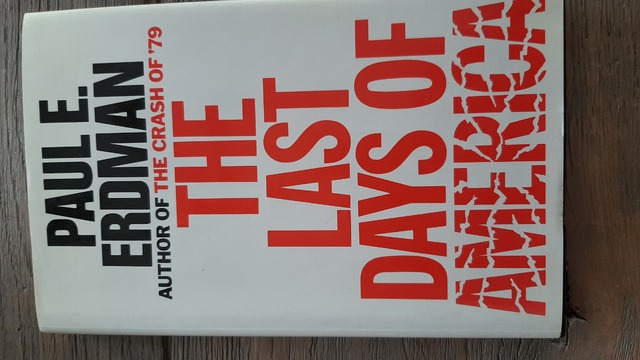 PAUL E.
ERDMAN
AUTHOR OF THE CRASH OF '79
THE
LAST
DAYS OF
AMERICA